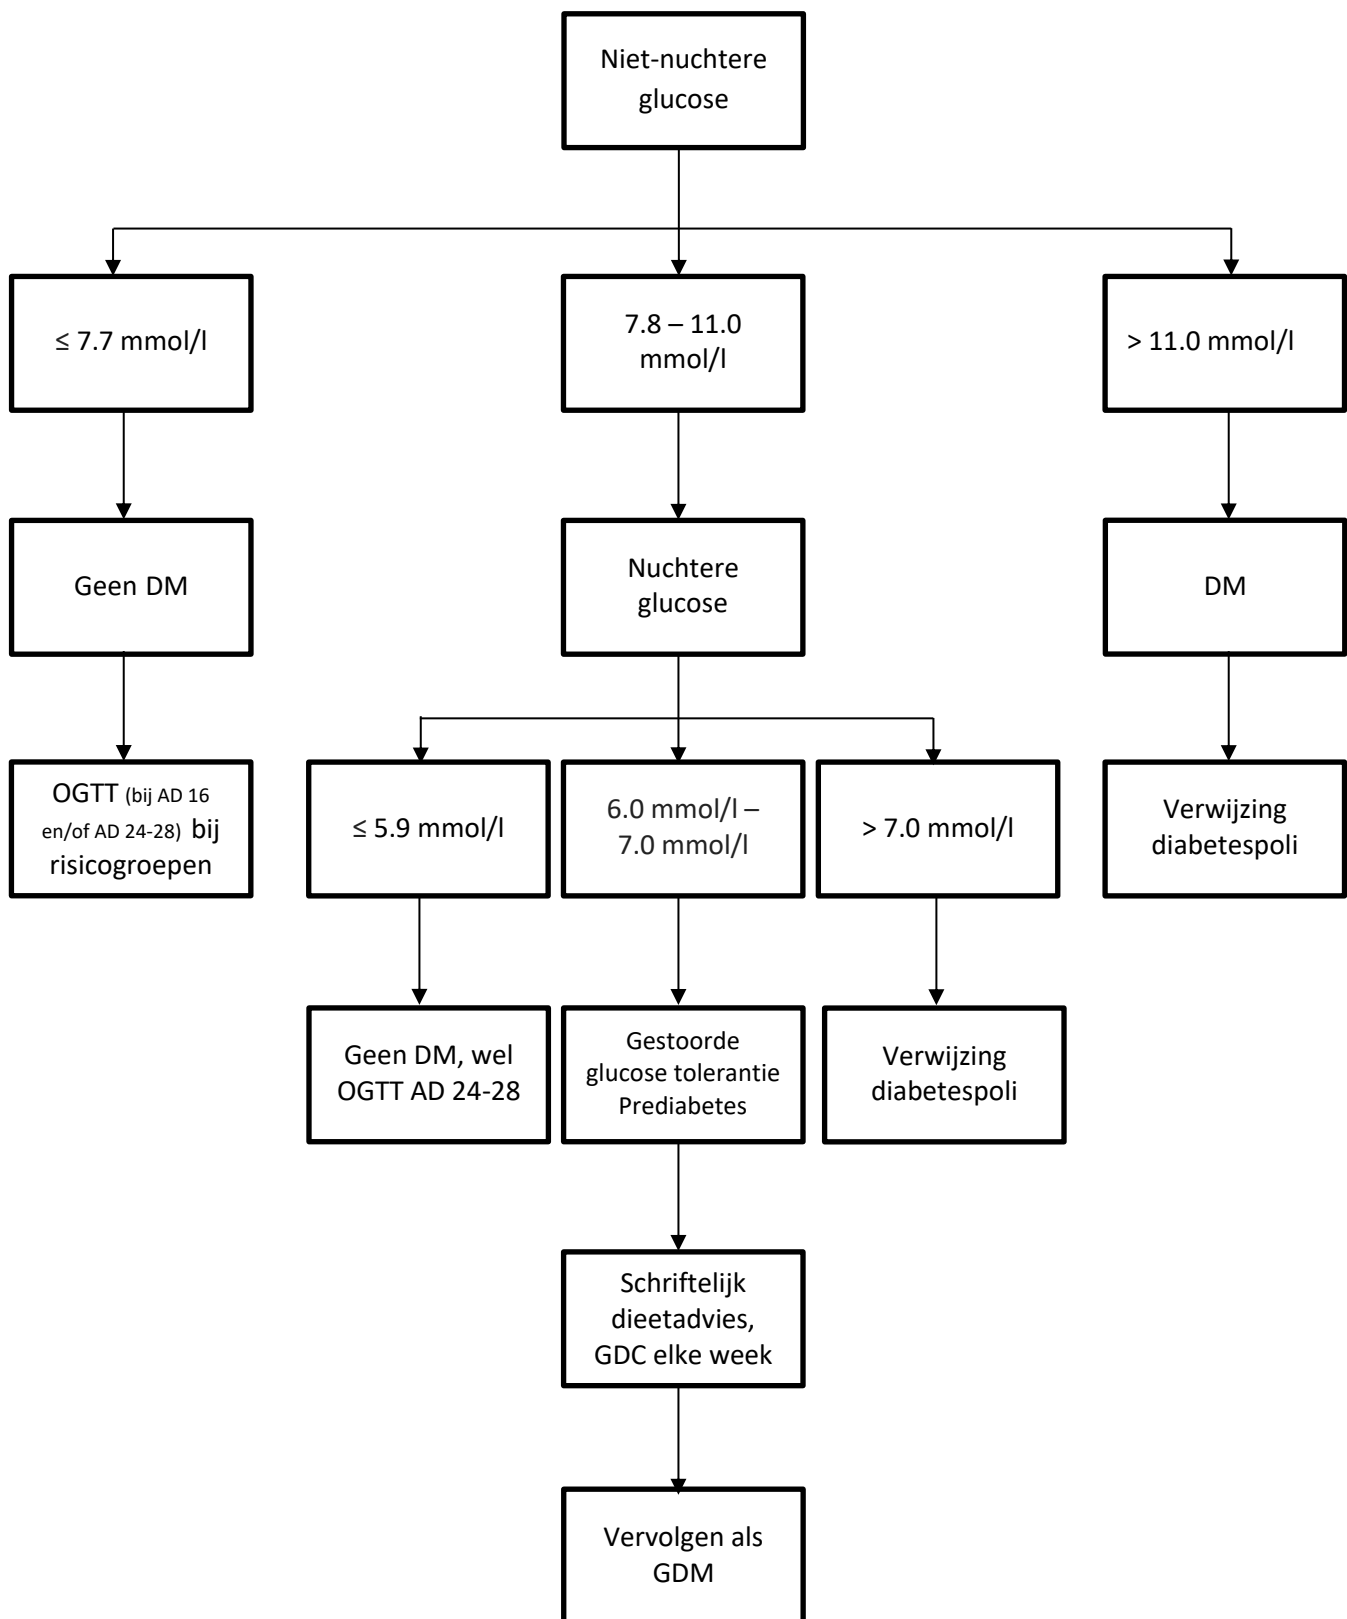 Niet-nuchtere
glucose
≤ 7.7 mmol/l
7.8 – 11.0
mmol/l
> 11.0 mmol/l
Geen DM
Nuchtere
glucose
DM
OGTT (bij AD 16
en/of AD 24-28) bij
risicogroepen
≤ 5.9 mmol/l
6.0 mmol/l –
7.0 mmol/l
> 7.0 mmol/l
Verwijzing
diabetespoli
Geen DM, wel
OGTT AD 24-28
Gestoorde
glucose tolerantie
Prediabetes
Verwijzing
diabetespoli
Schriftelijk
dieetadvies,
GDC elke week
Vervolgen als
GDM